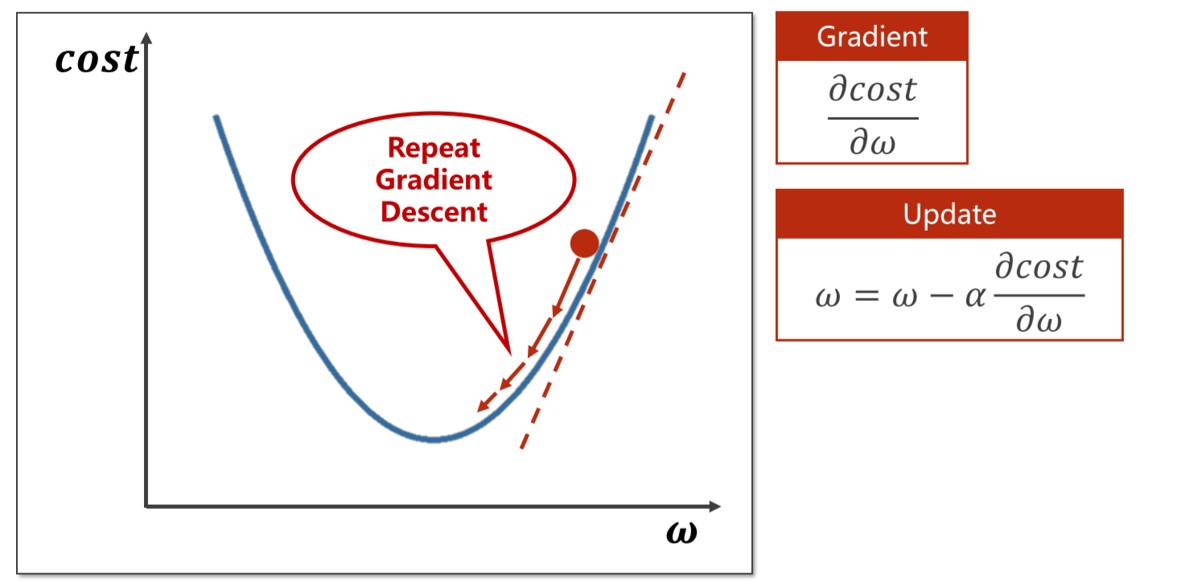 cost
Repeat
Gradient
Descent
ω
Gradient
∂cost
∂ω
Update
ω = ω − α ∂cost
∂ω